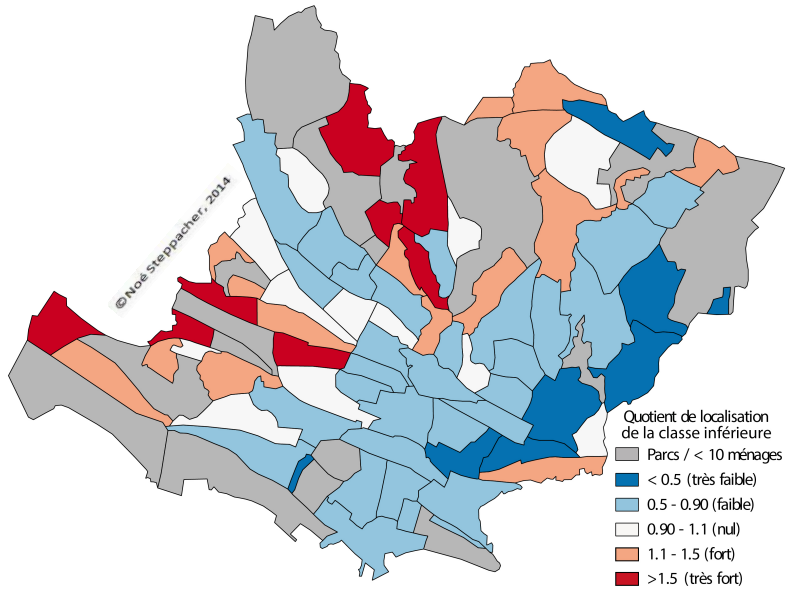 © Noé Steppacher, 2014
Quotient de localisation
de la classe inférieure
Parcs / < 10 ménages
< 0.5 (très faible)
0.5 - 0.90 (faible)
0.90 - 1.1 (nul)
1.1 - 1.5 (fort)
>1.5 (très fort)